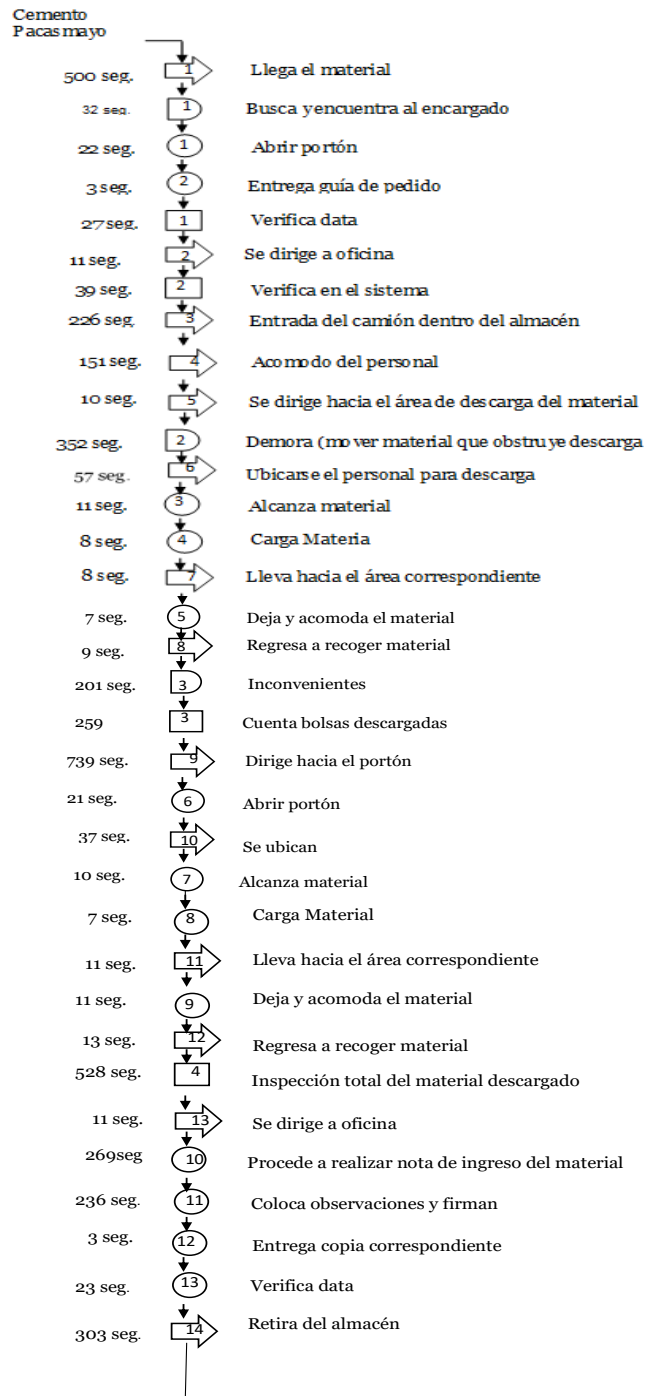 Cemento
Pacasmayo
500 seg. 1 Llega el material
32 seg. 1 Busca y encuentra al encargado
22 seg. 1 Abrir portón
3 seg. 2 Entrega guía de pedido
27 seg. 1 Verifica data
11 seg. 2 Se dirige a oficina
39 seg. 2 Verifica en el sistema
226 seg. 3 Entrada del camión dentro del almacén
151 seg. 4 Acomodo del personal
10 seg. 5 Se dirige hacia el área de descarga del material
352 seg. 2 Demora (mover material que obstruye descarga
57 seg. 6 Ubicarse el personal para descarga
11 seg. 3 Alcanza material
8 seg. 4 Carga Materia
8 seg. 7 Lleva hacia el área correspondiente
7 seg. 5 Deja y acomoda el material
9 seg. 8 Regresa a recoger material
201 seg. 3 Inconvenientes
259 3 Cuenta bolsas descargadas
739 seg. 9 Dirige hacia el portón
21 seg. 6 Abrir portón
37 seg. 10 Se ubican
10 seg. 7 Alcanza material
7 seg. 8 Carga Material
11 seg. 11 Lleva hacia el área correspondiente
11 seg. 9 Deja y acomoda el material
13 seg. 12 Regresa a recoger material
528 seg. 4 Inspección total del material descargado
11 seg. 13 Se dirige a oficina
269seg 10 Procede a realizar nota de ingreso del material
236 seg. 11 Coloca observaciones y firman
3 seg. 12 Entrega copia correspondiente
23 seg. 13 Verifica data
303 seg. 14 Retira del almacén